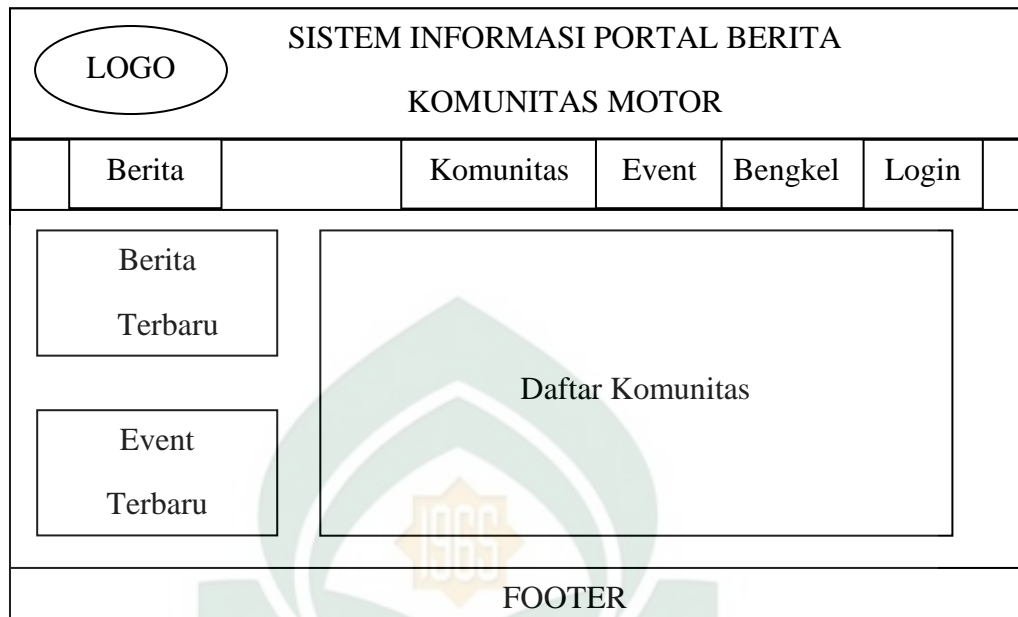 LOGO
SISTEM INFORMASI PORTAL BERITA
KOMUNITAS MOTOR
Berita
Komunitas
Event
Bengkel
Login
Berita
Terbaru
Daftar Komunitas
Event
Terbaru
1965
FOOTER